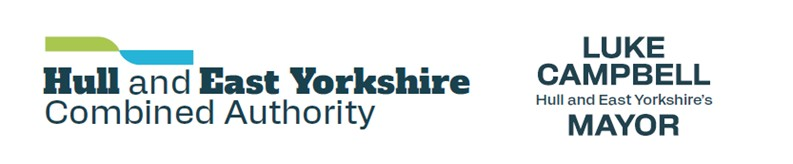 Hull and East Yorkshire
Combined Authority
LUKE
CAMPBELL
Hull and East Yorkshire's
MAYOR